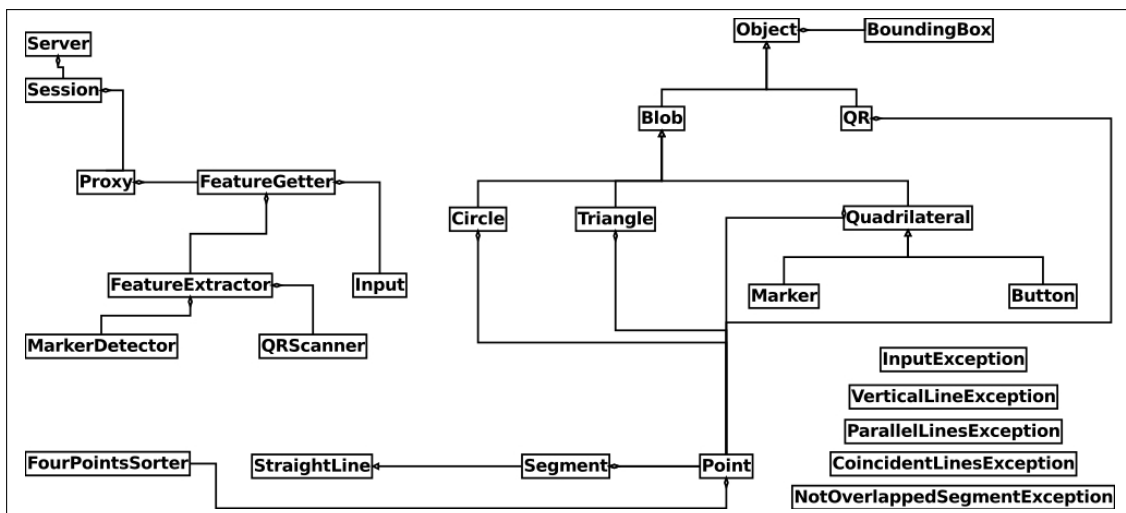 Server
Object
BoundingBox
Session
Blob
QR
Proxy
FeatureGetter
Circle
Triangle
Quadrilateral
FeatureExtractor
Input
Marker
Button
MarkerDetector
QRScanner
InputException
VerticalLineException
ParallelLinesException
FourPointsSorter
StraightLine
Segment
Point
CoincidentLinesException
NotOverlappedSegmentException